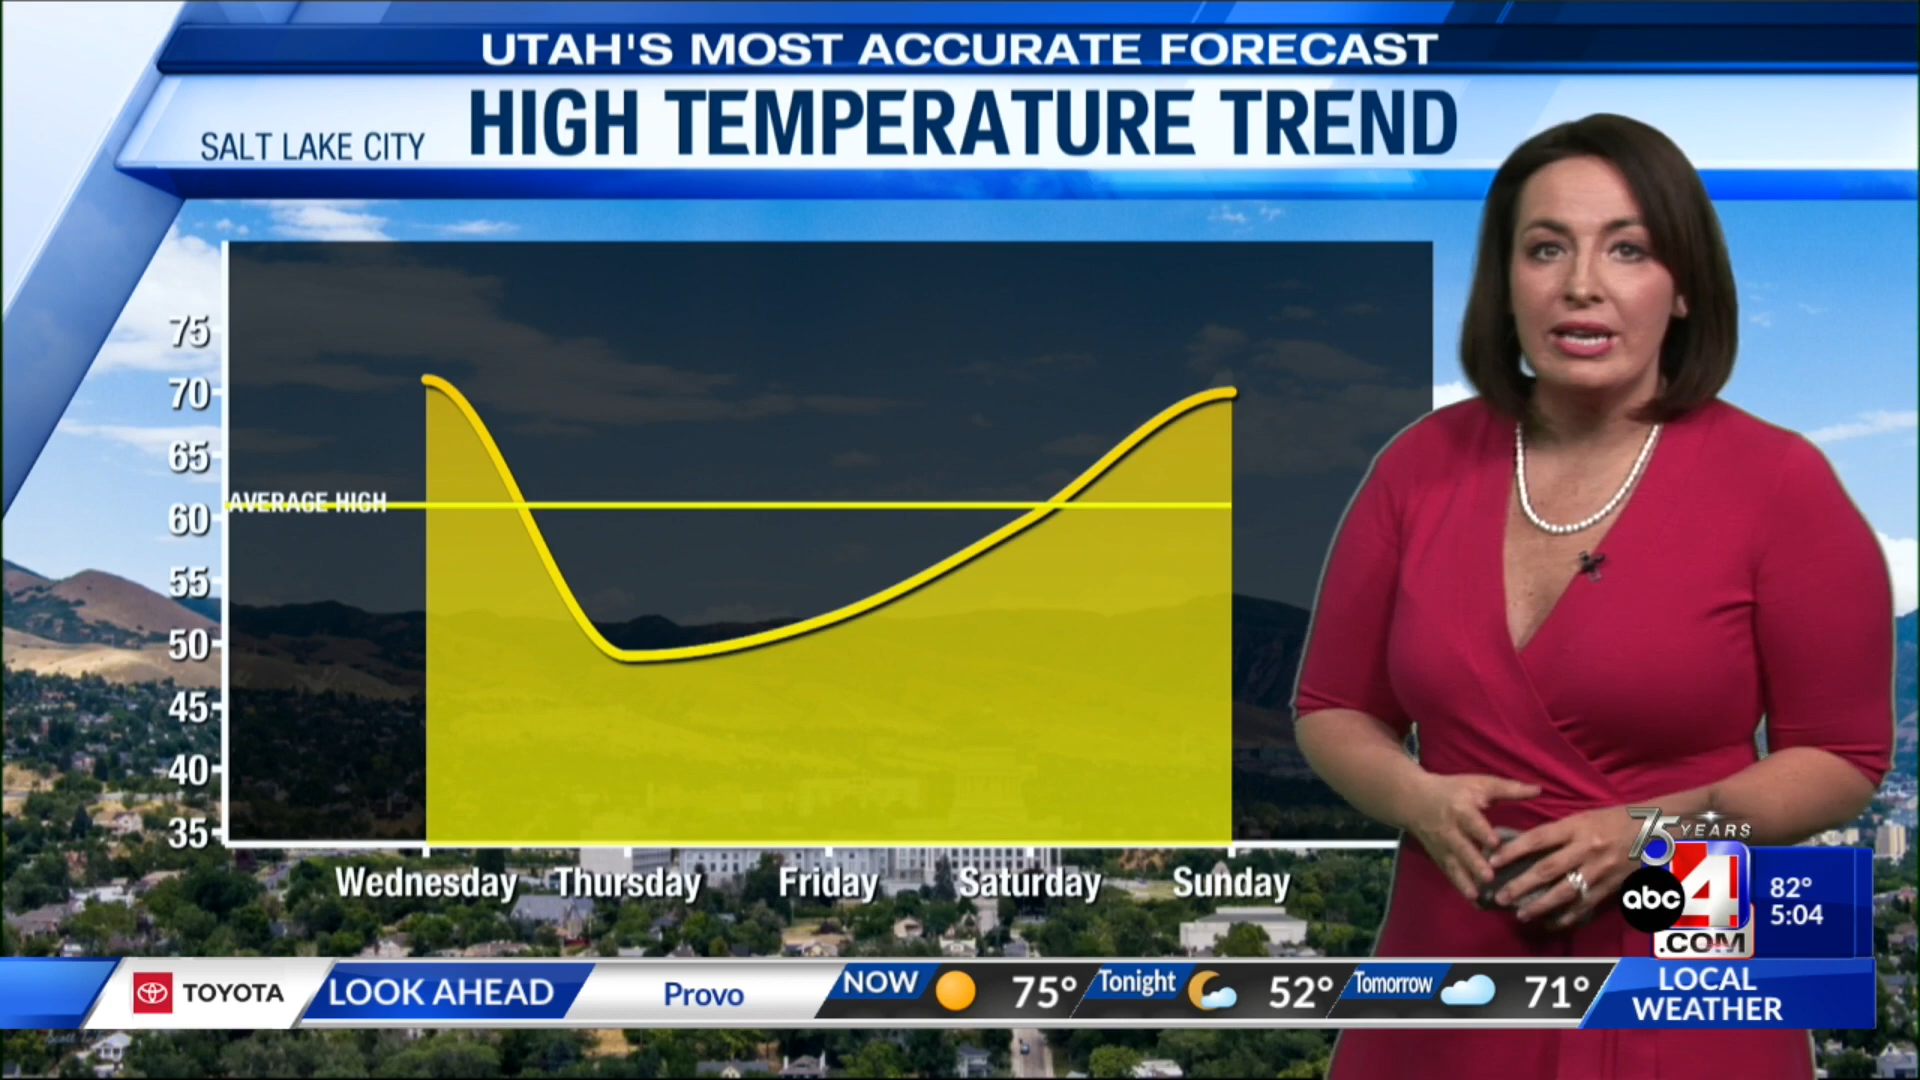 UTAH'S MOST ACCURATE FORECAST
SALT LAKE CITY HIGH TEMPERATURE TREND
75
70
65
AVERAGE HIGH
60
55
50
45
40
35
Wednesday Thursday Friday Saturday Sunday
75 YEARS
abc 4
.COM
82°
5:04
TOYOTA LOOK AHEAD Provo NOW 75° Tonight 52° Tomorrow 71°
LOCAL
WEATHER